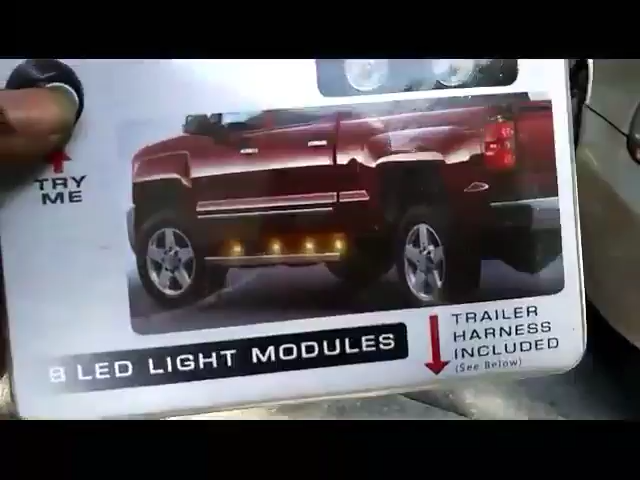 TRY
ME
8 LED LIGHT MODULES
TRAILER
HARNESS
INCLUDED
(See Below)